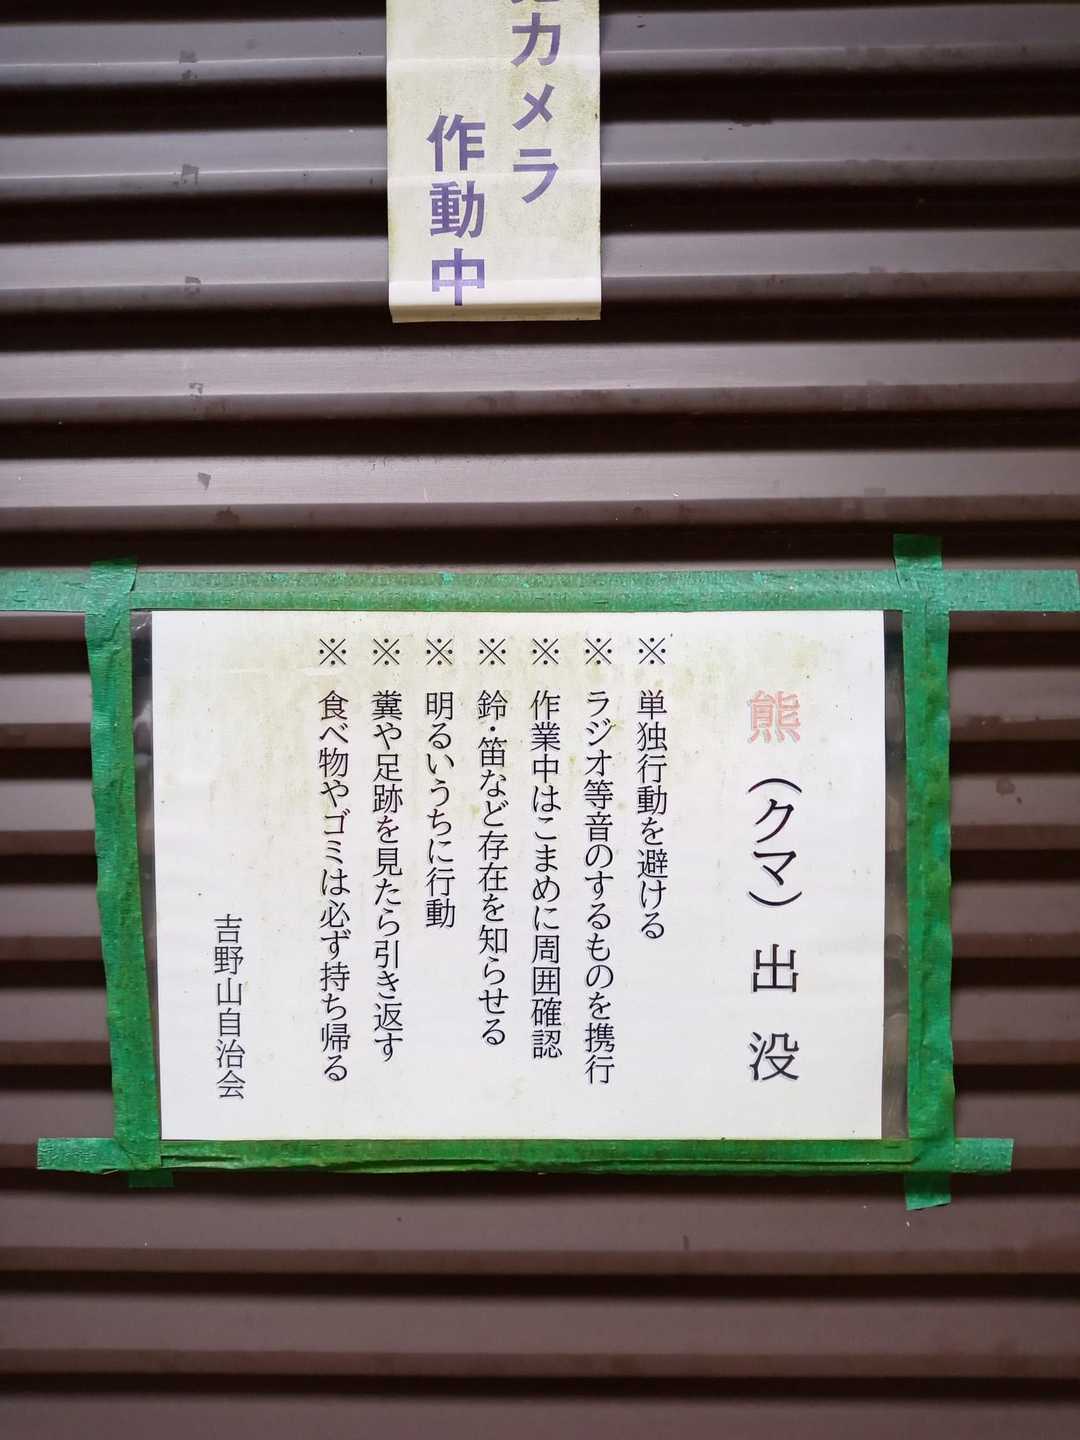 カメラ
作動中
熊（クマ）出没
※ 単独行動を避ける
※ ラジオ等音のするものを携行
※ 作業中はこまめに周囲確認
※ 鈴・笛など存在を知らせる
※ 明るいうちに行動
※ 糞や足跡を見たら引き返す
※ 食べ物やゴミは必ず持ち帰る
吉野山自治会